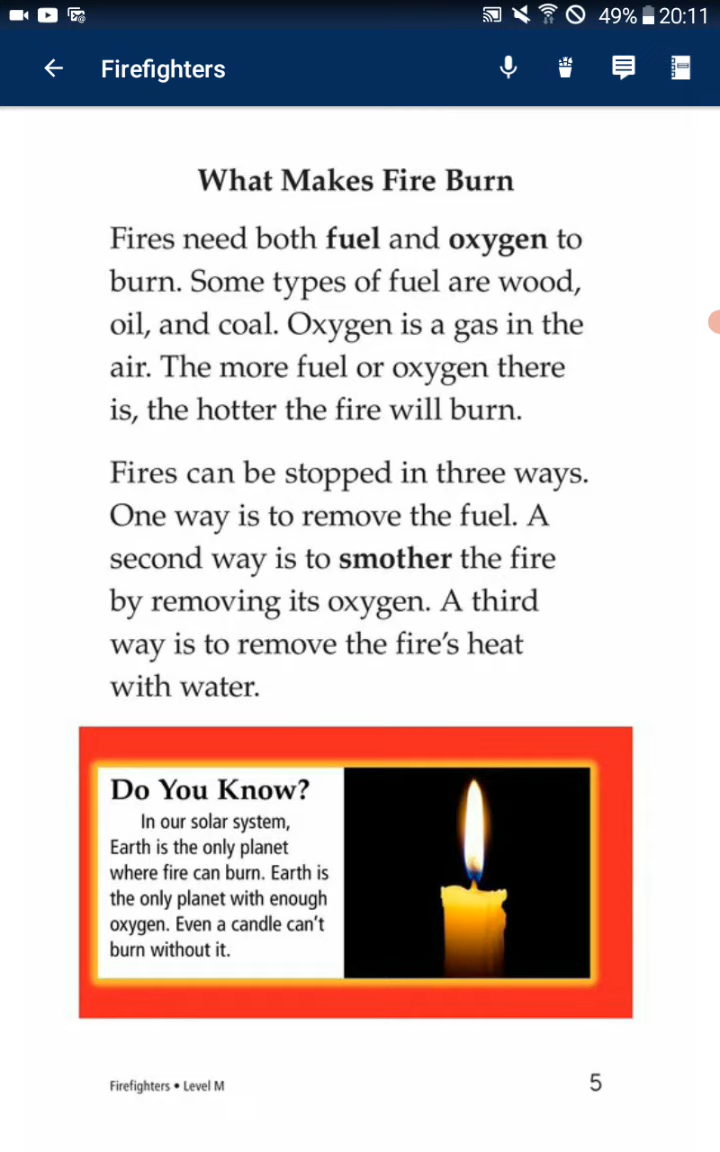 49% 20:11
Firefighters
What Makes Fire Burn
Fires need both fuel and oxygen to
burn. Some types of fuel are wood,
oil, and coal. Oxygen is a gas in the
air. The more fuel or oxygen there
is, the hotter the fire will burn.
Fires can be stopped in three ways.
One way is to remove the fuel. A
second way is to smother the fire
by removing its oxygen. A third
way is to remove the fire's heat
with water.
Do You Know?
In our solar system,
Earth is the only planet
where fire can burn. Earth is
the only planet with enough
oxygen. Even a candle can't
burn without it.
Firefighters • Level M
5